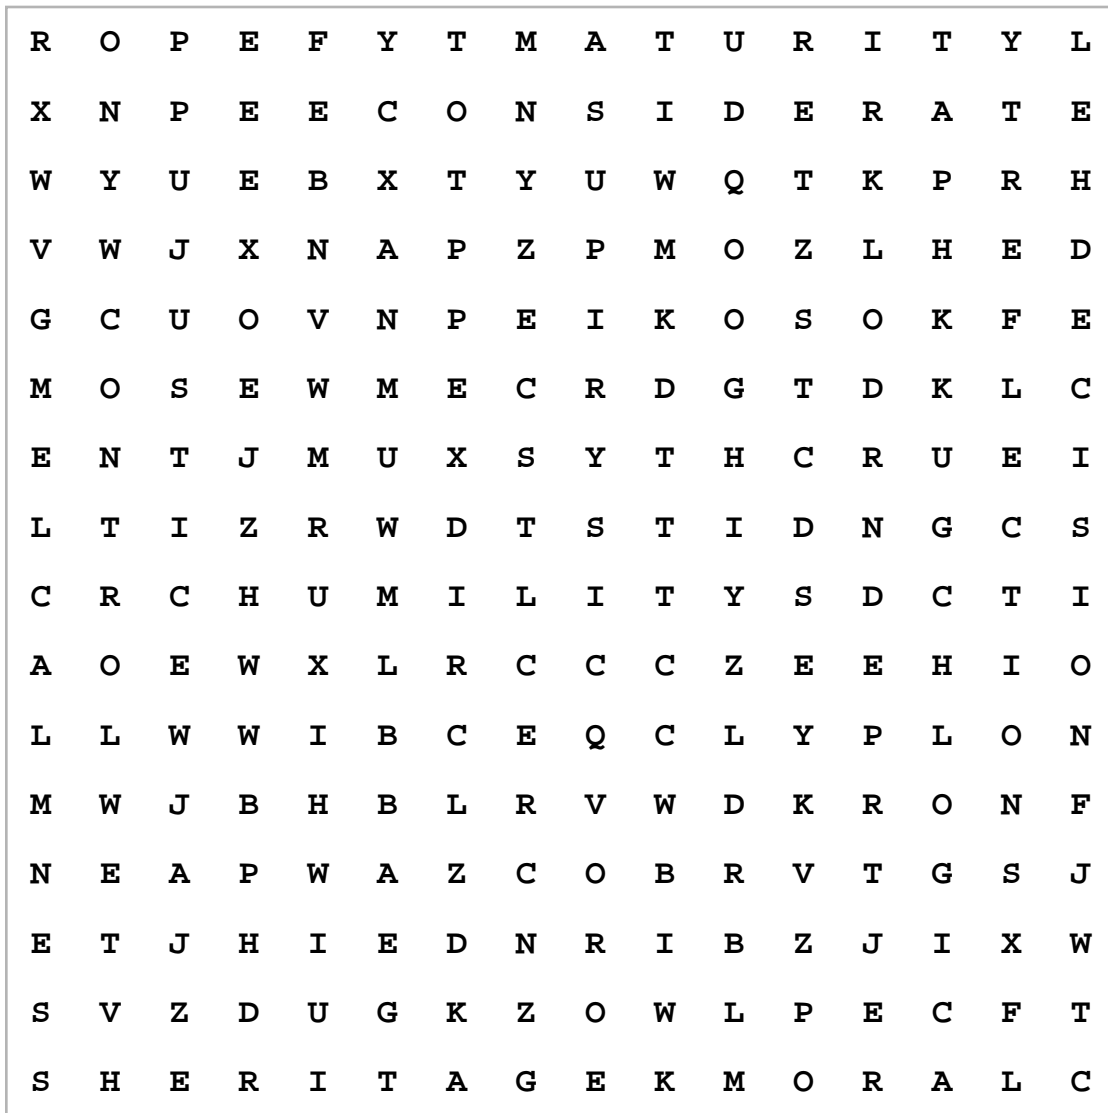 R O P E F Y T M A T U R I T Y L
X N P E E C O N S I D E R A T E
W Y U E B X T Y U W Q T K P R H
V W J X N A P Z P M O Z L H E D
G C U O V N P E I K O S O K F E
M O S E W M E C R D G T D K L C
E N T J M U X S Y T H C R U E I
L T I Z R W D T S T I D N G C S
C R C H U M I L I T Y S D C T I
A O E W X L R C C C Z E E H I O
L L W W I B C E Q C L Y P L O N
M W J B H B L R V W D K R O N F
N E A P W A Z C O B R V T G S J
E T J H I E D N R I B Z J I X W
S V Z D U G K Z O W L P E C F T
S H E R I T A G E K M O R A L C